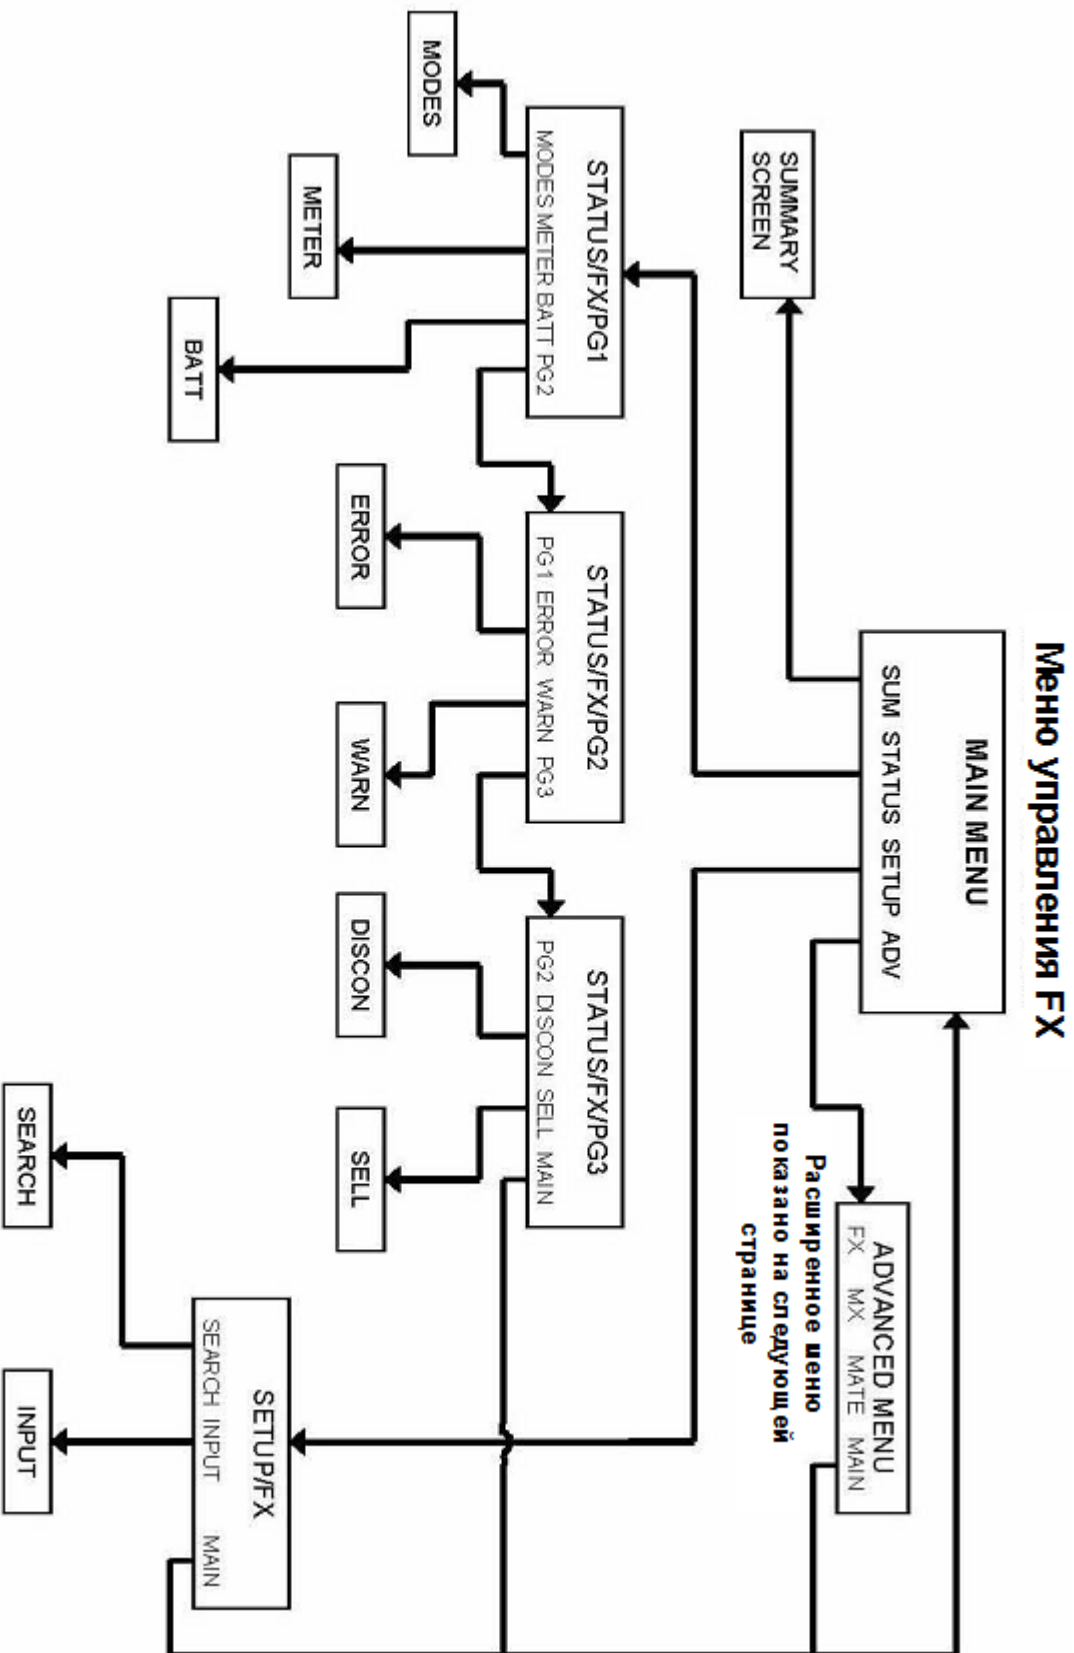 Меню управления FX
MAIN MENU
SUM STATUS SETUP ADV
SUMMARY
SCREEN
ADVANCED MENU
FX MX MATE MAIN
Расширенное меню
показано на следующей
странице
STATUS/FX/PG1
MODES METER BATT PG2
STATUS/FX/PG2
PG1 ERROR WARN PG3
STATUS/FX/PG3
PG2 DISCON SELL MAIN
MODES
METER
BATT
ERROR
WARN
DISCON
SELL
SETUP/FX
SEARCH INPUT MAIN
SEARCH
INPUT